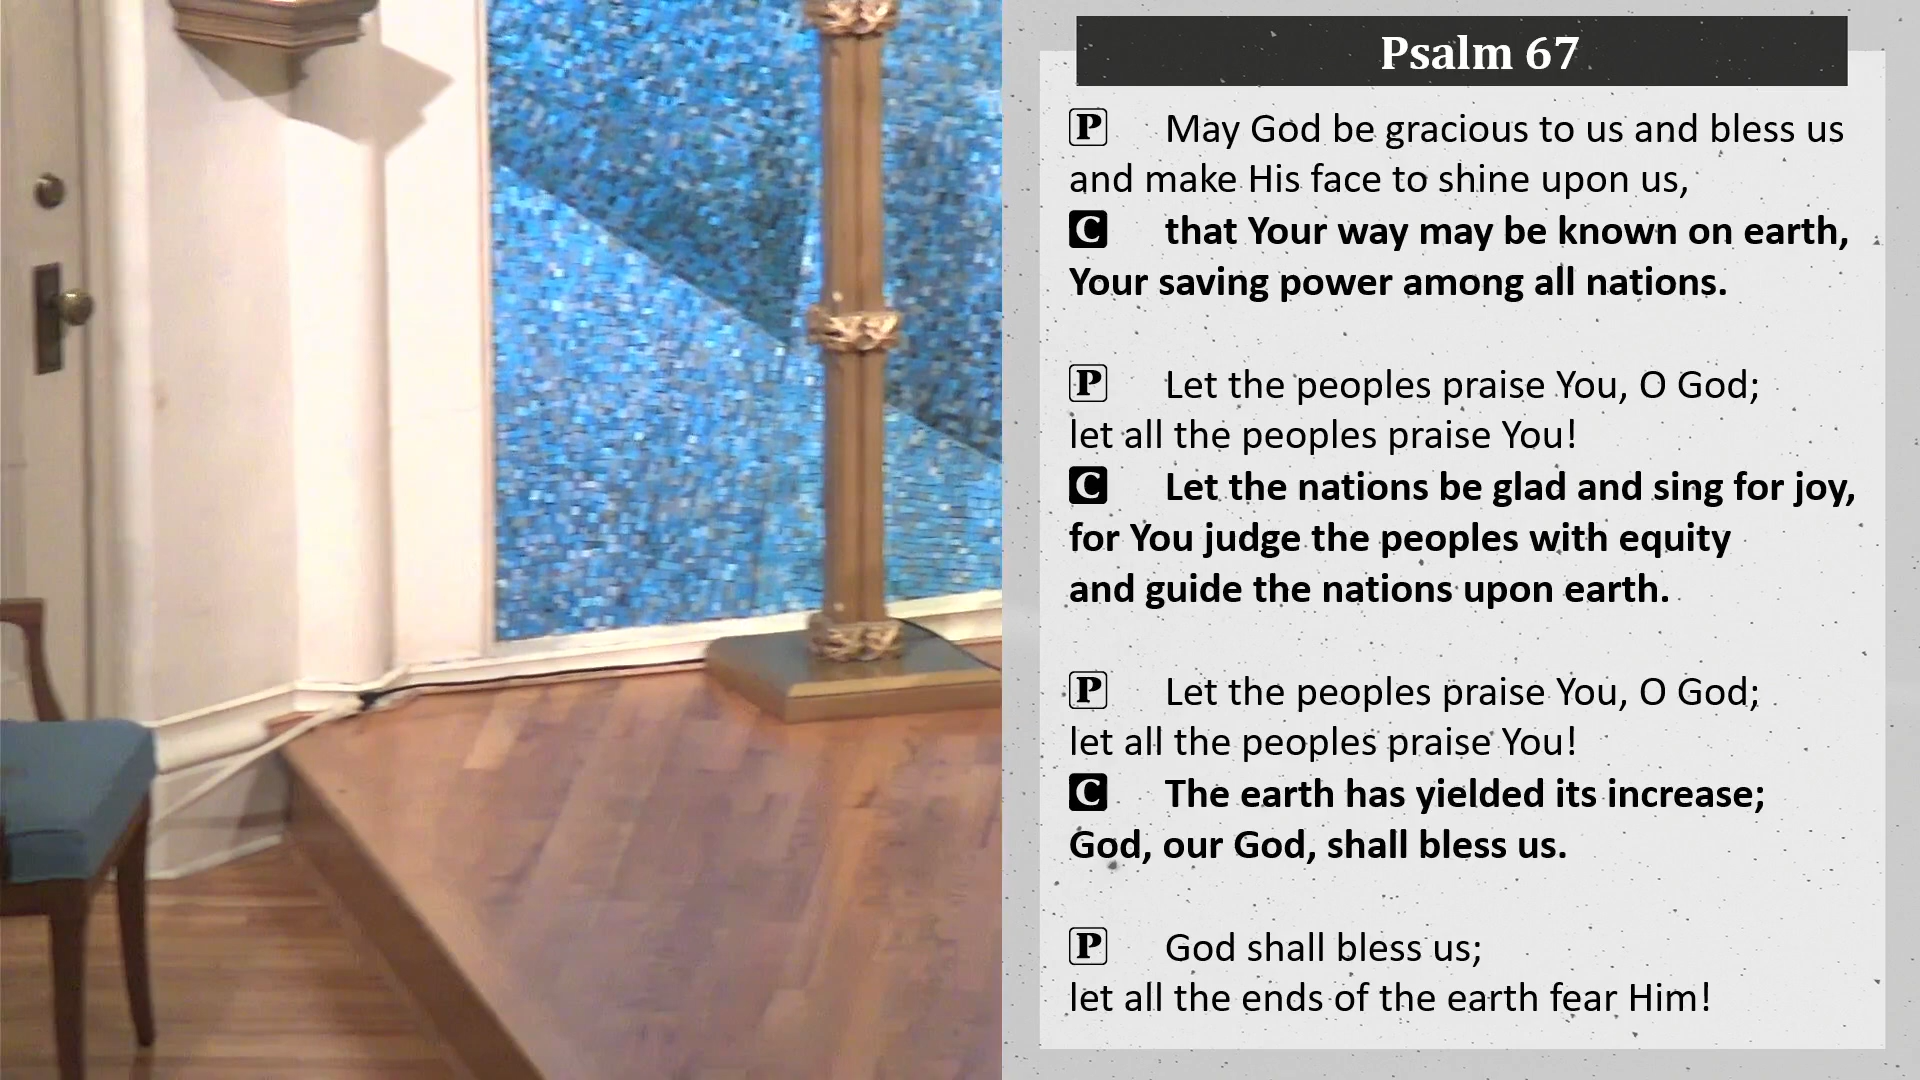 Psalm 67
P May God be gracious to us and bless us
and make His face to shine upon us,
C that Your way may be known on earth,
Your saving power among all nations.
P Let the peoples praise You, O God;
let all the peoples praise You!
C Let the nations be glad and sing for joy,
for You judge the peoples with equity
and guide the nations upon earth.
P Let the peoples praise You, O God;
let all the peoples praise You!
C The earth has yielded its increase;
God, our God, shall bless us.
P God shall bless us;
let all the ends of the earth fear Him!